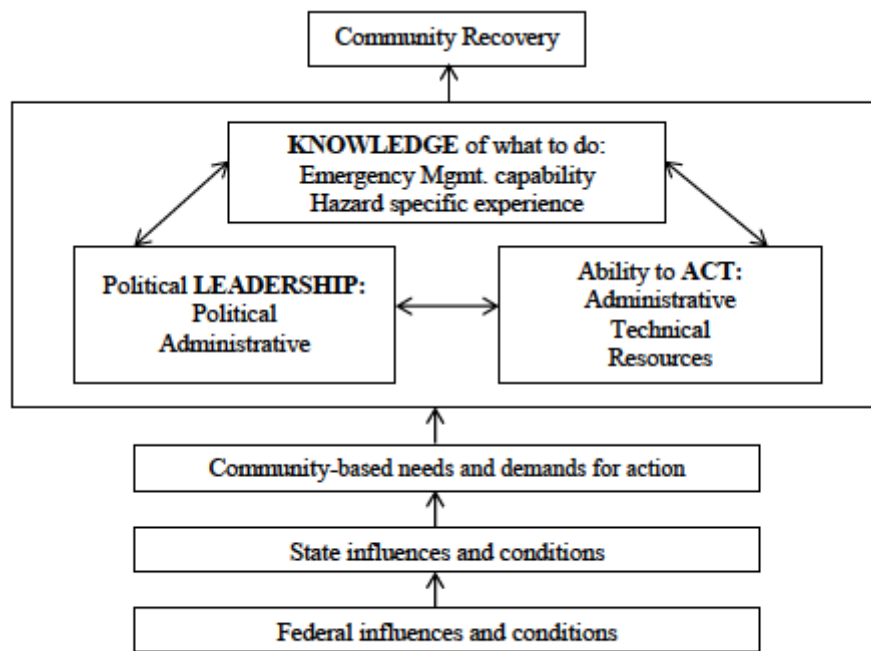 Community Recovery
KNOWLEDGE of what to do:
Emergency Mgmt. capability
Hazard specific experience
Political LEADERSHIP:
Political
Administrative
Ability to ACT:
Administrative
Technical
Resources
Community-based needs and demands for action
State influences and conditions
Federal influences and conditions